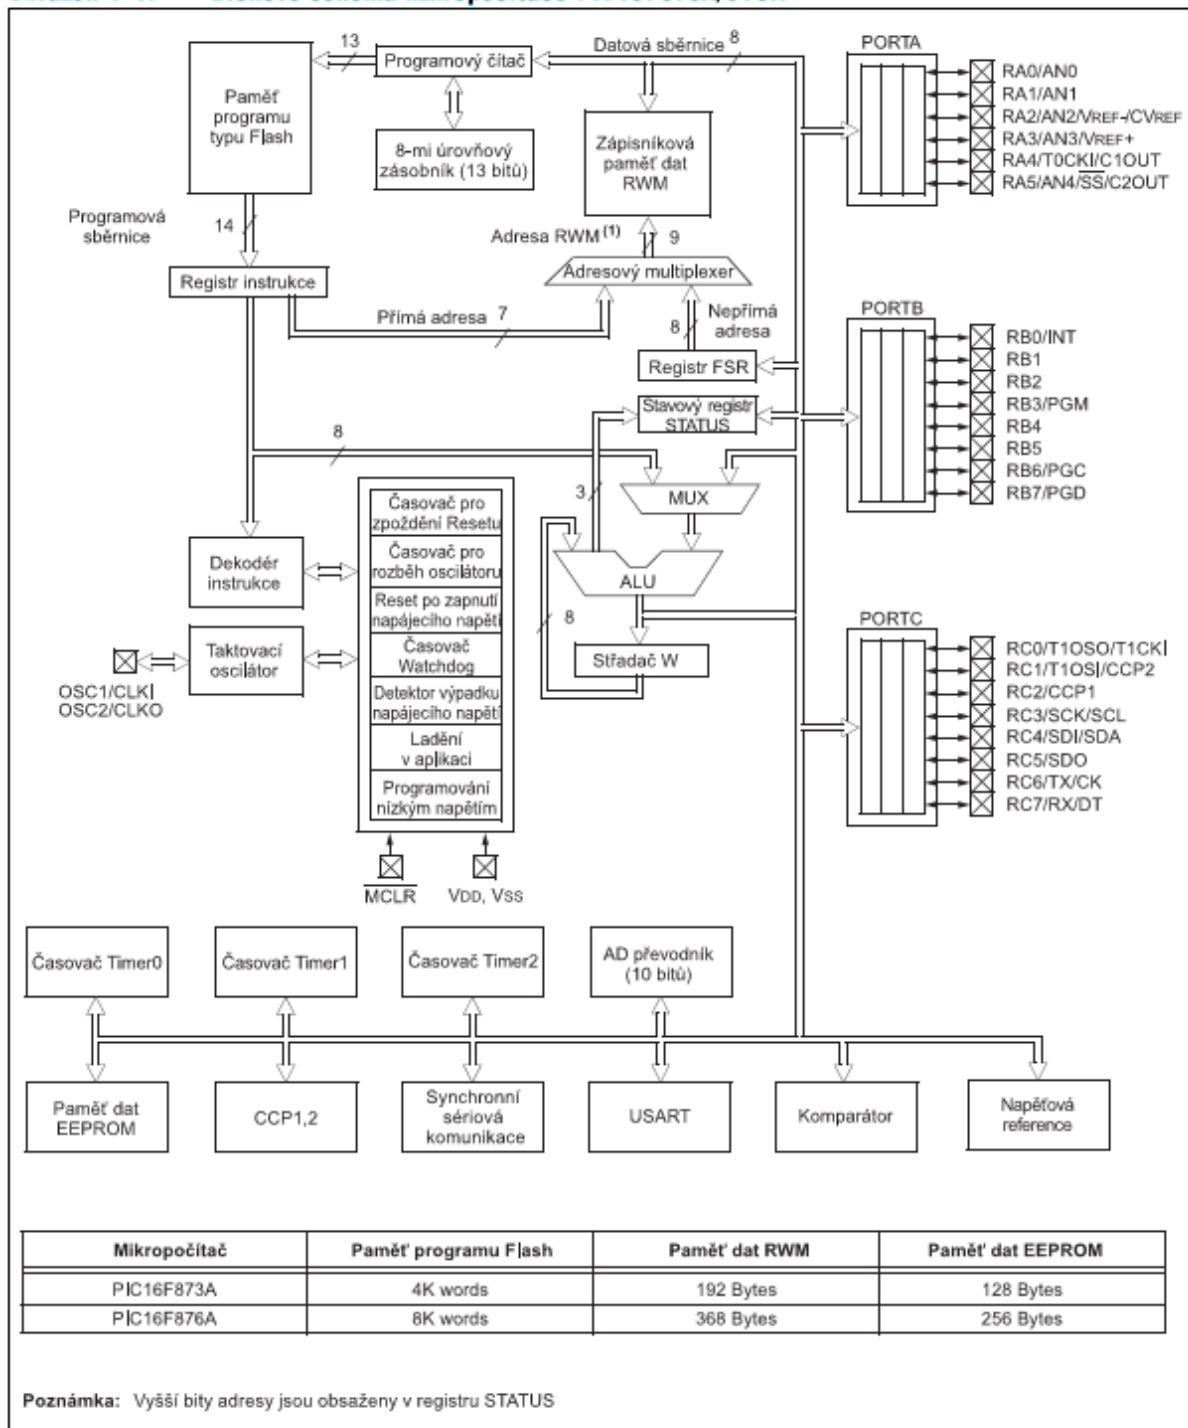 13
Programový čítač
Datová sběrnice
8
PORTA
Paměť
programu
typu Flash
8-mi úrovňový
zásobník (13 bitů)
Zápisníková
paměť dat
RWM
RA0/AN0
RA1/AN1
RA2/AN2/VREF-/CVREF
RA3/AN3/VREF+
RA4/T0CKI/C1OUT
RA5/AN4/SS/C2OUT
Programová
sběrnice
14
Adresa RWM(1)
9
Registr instrukce
Adresový multiplexer
Přímá adresa
7
8
Nepřímá
adresa
Registr FSR
PORTB
RB0/INT
RB1
RB2
RB3/PGM
RB4
RB5
RB6/PGC
RB7/PGD
Stavový registr
STATUS
8
3
MUX
ALU
8
Střadač W
Dekodér
instrukce
Taktovací
oscilátor
OSC1/CLKI
OSC2/CLKO
Časovač pro
zpoždění Resetu
Časovač pro
rozběh oscilátoru
Reset po zapnutí
napájecího napětí
Časovač
Watchdog
Detektor výpadku
napájecího napětí
Ladění
v aplikaci
Programování
nízkým napětím
MCLR
VDD, VSS
PORTC
RC0/T1OSO/T1CKI
RC1/T1OSI/CCP2
RC2/CCP1
RC3/SCK/SCL
RC4/SDI/SDA
RC5/SDO
RC6/TX/CK
RC7/RX/DT
Časovač Timer0
Časovač Timer1
Časovač Timer2
AD převodník
(10 bitů)
Paměť dat
EEPROM
CCP1,2
Synchronní
sériová
komunikace
USART
Komparátor
Napěťová
reference
Mikropočítač Paměť programu Flash Paměť dat RWM Paměť dat EEPROM
PIC16F873A 4K words 192 Bytes 128 Bytes
PIC16F876A 8K words 368 Bytes 256 Bytes
Poznámka: Vyšší bity adresy jsou obsaženy v registru STATUS